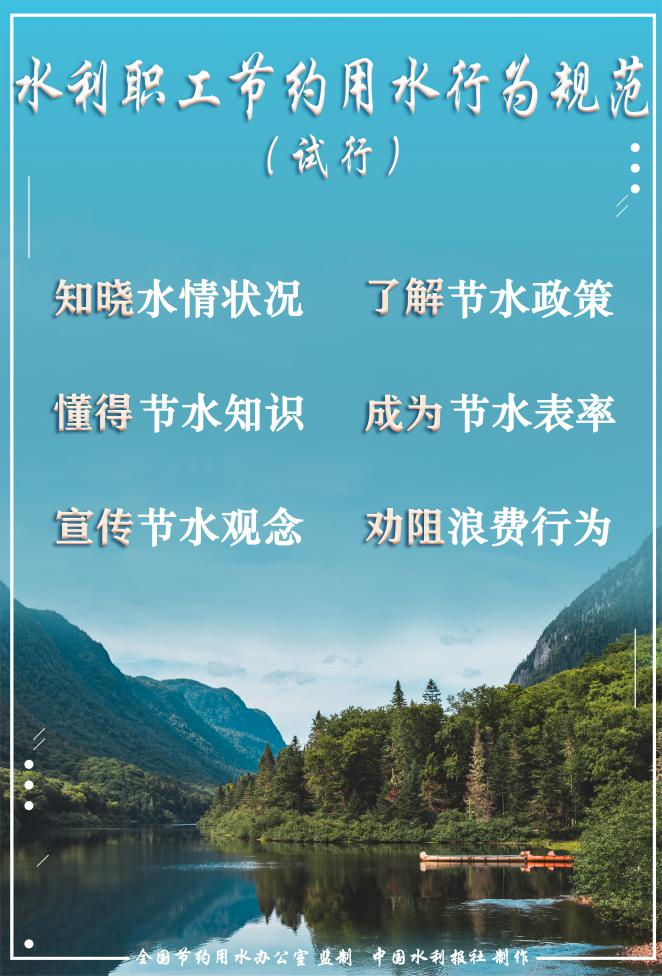 水利职工节约用水行为规范
（试行）
知晓水情状况 了解节水政策
懂得节水知识 成为节水表率
宣传节水观念 劝阻浪费行为
全国节约用水办公室 监制 中国水利报社 制作